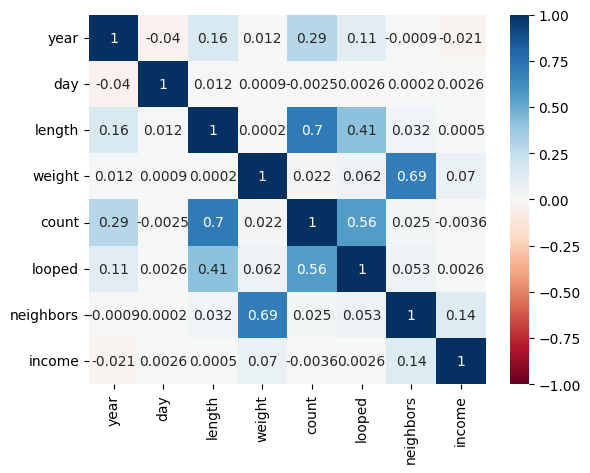 year 1 -0.04 0.16 0.012 0.29 0.11 -0.0009 -0.021 1.00
day -0.04 1 0.012 0.0009 -0.0025 0.0026 0.0002 0.0026 0.75
length 0.16 0.012 1 0.0002 0.7 0.41 0.032 0.0005 0.50
weight 0.012 0.0009 0.0002 1 0.022 0.062 0.69 0.07 0.25
0.00
count 0.29 -0.0025 0.7 0.022 1 0.56 0.025 -0.0036 −0.25
looped 0.11 0.0026 0.41 0.062 0.56 1 0.053 0.0026 −0.50
neighbors -0.0009 0.0002 0.032 0.69 0.025 0.053 1 0.14 −0.75
income -0.021 0.0026 0.0005 0.07 -0.0036 0.0026 0.14 1 −1.00
year day length weight count looped neighbors income